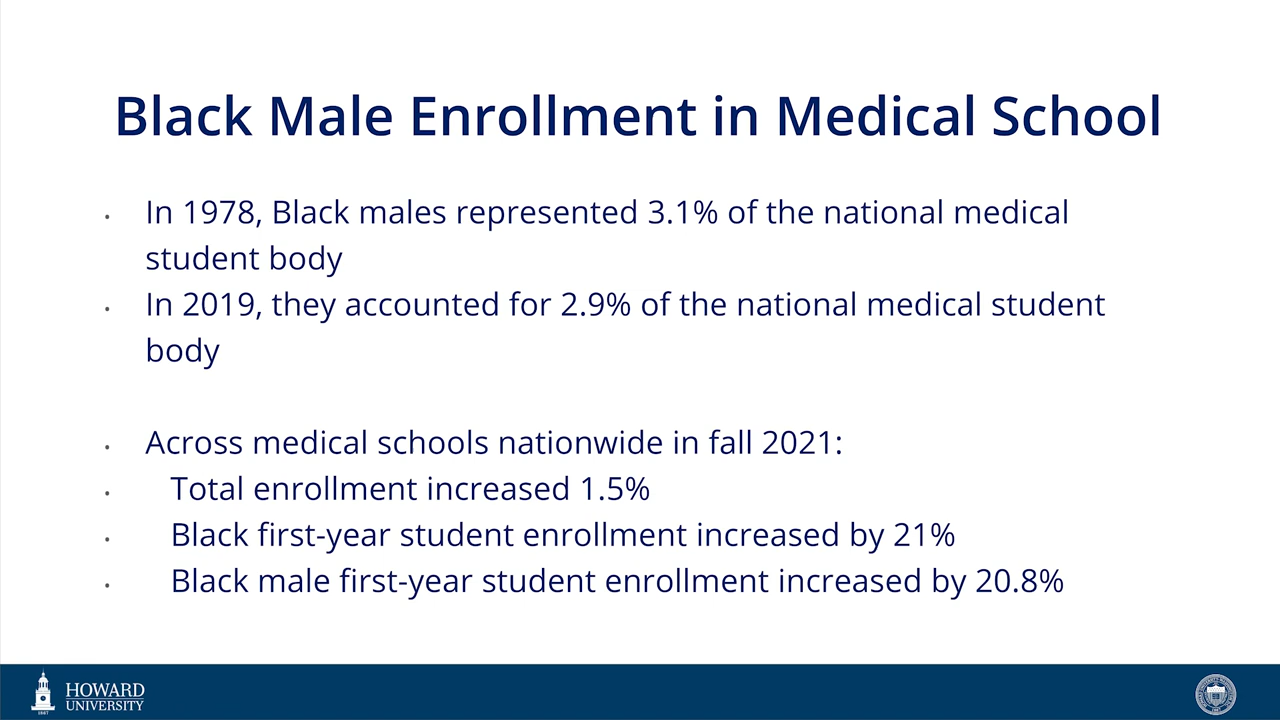 Black Male Enrollment in Medical School
· In 1978, Black males represented 3.1% of the national medical
student body
· In 2019, they accounted for 2.9% of the national medical student
body
· Across medical schools nationwide in fall 2021:
· Total enrollment increased 1.5%
· Black first-year student enrollment increased by 21%
· Black male first-year student enrollment increased by 20.8%
HOWARD
UNIVERSITY
1867